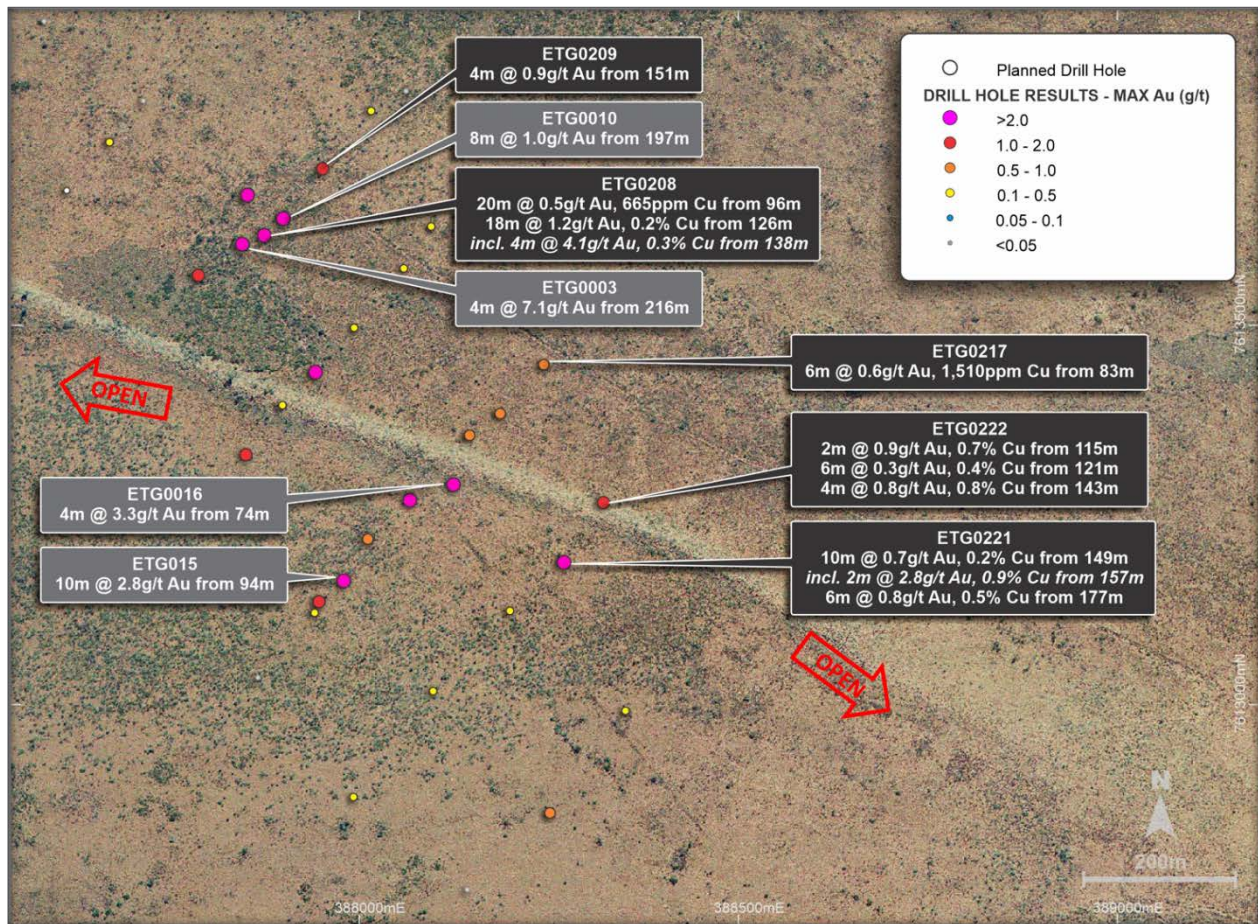 ETG0209
4m @ 0.9g/t Au from 151m
ETG0010
8m @ 1.0g/t Au from 197m
ETG0208
20m @ 0.5g/t Au, 665ppm Cu from 96m
18m @ 1.2g/t Au, 0.2% Cu from 126m
incl. 4m @ 4.1g/t Au, 0.3% Cu from 138m
ETG0003
4m @ 7.1g/t Au from 216m
Planned Drill Hole
DRILL HOLE RESULTS - MAX Au (g/t)
>2.0
1.0 - 2.0
0.5 - 1.0
0.1 - 0.5
0.05 - 0.1
<0.05
7613500mN
OPEN
ETG0217
6m @ 0.6g/t Au, 1,510ppm Cu from 83m
ETG0222
2m @ 0.9g/t Au, 0.7% Cu from 115m
6m @ 0.3g/t Au, 0.4% Cu from 121m
4m @ 0.8g/t Au, 0.8% Cu from 143m
ETG0016
4m @ 3.3g/t Au from 74m
ETG015
10m @ 2.8g/t Au from 94m
ETG0221
10m @ 0.7g/t Au, 0.2% Cu from 149m
incl. 2m @ 2.8g/t Au, 0.9% Cu from 157m
6m @ 0.8g/t Au, 0.5% Cu from 177m
OPEN
7613000mN
N
200m
388000mE
388500mE
389000mE